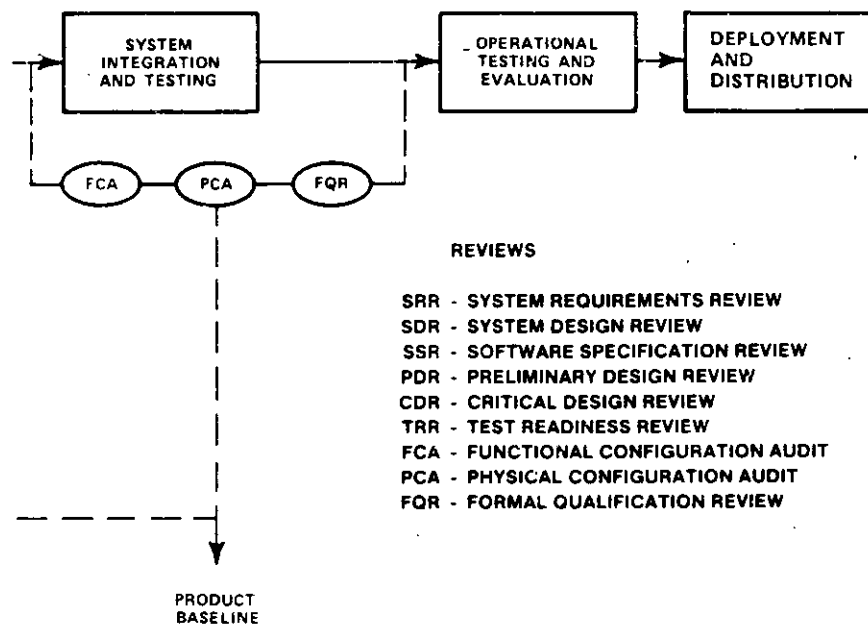 SYSTEM
INTEGRATION
AND TESTING
OPERATIONAL
TESTING AND
EVALUATION
DEPLOYMENT
AND
DISTRIBUTION
FCA
PCA
FQR
REVIEWS
SRR - SYSTEM REQUIREMENTS REVIEW
SDR - SYSTEM DESIGN REVIEW
SSR - SOFTWARE SPECIFICATION REVIEW
PDR - PRELIMINARY DESIGN REVIEW
CDR - CRITICAL DESIGN REVIEW
TRR - TEST READINESS REVIEW
FCA - FUNCTIONAL CONFIGURATION AUDIT
PCA - PHYSICAL CONFIGURATION AUDIT
FQR - FORMAL QUALIFICATION REVIEW
PRODUCT
BASELINE